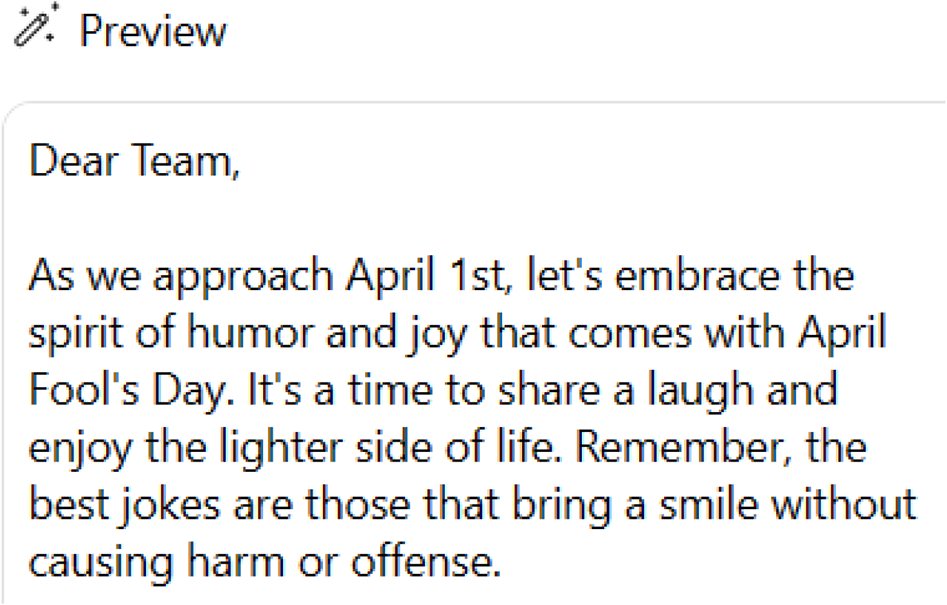 Preview
Dear Team,
As we approach April 1st, let's embrace the
spirit of humor and joy that comes with April
Fool's Day. It's a time to share a laugh and
enjoy the lighter side of life. Remember, the
best jokes are those that bring a smile without
causing harm or offense.